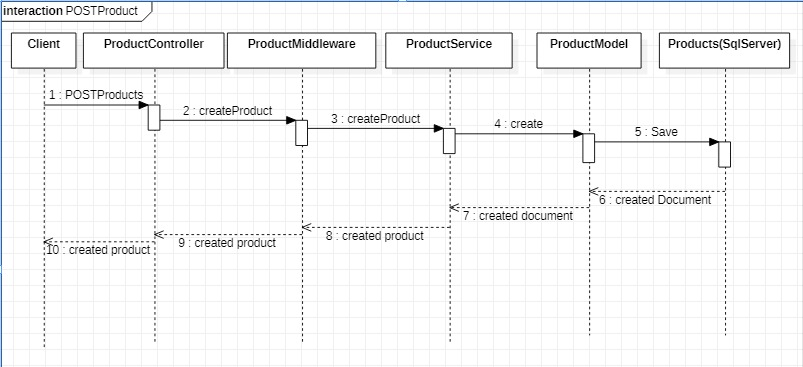 interaction POSTProduct
Client
ProductController
ProductMiddleware
ProductService
ProductModel
Products(SqlServer)
1 : POSTProducts
2 : createProduct
3 : createProduct
4 : create
5 : Save
6 : created Document
7 : created document
8 : created product
9 : created product
10 : created product